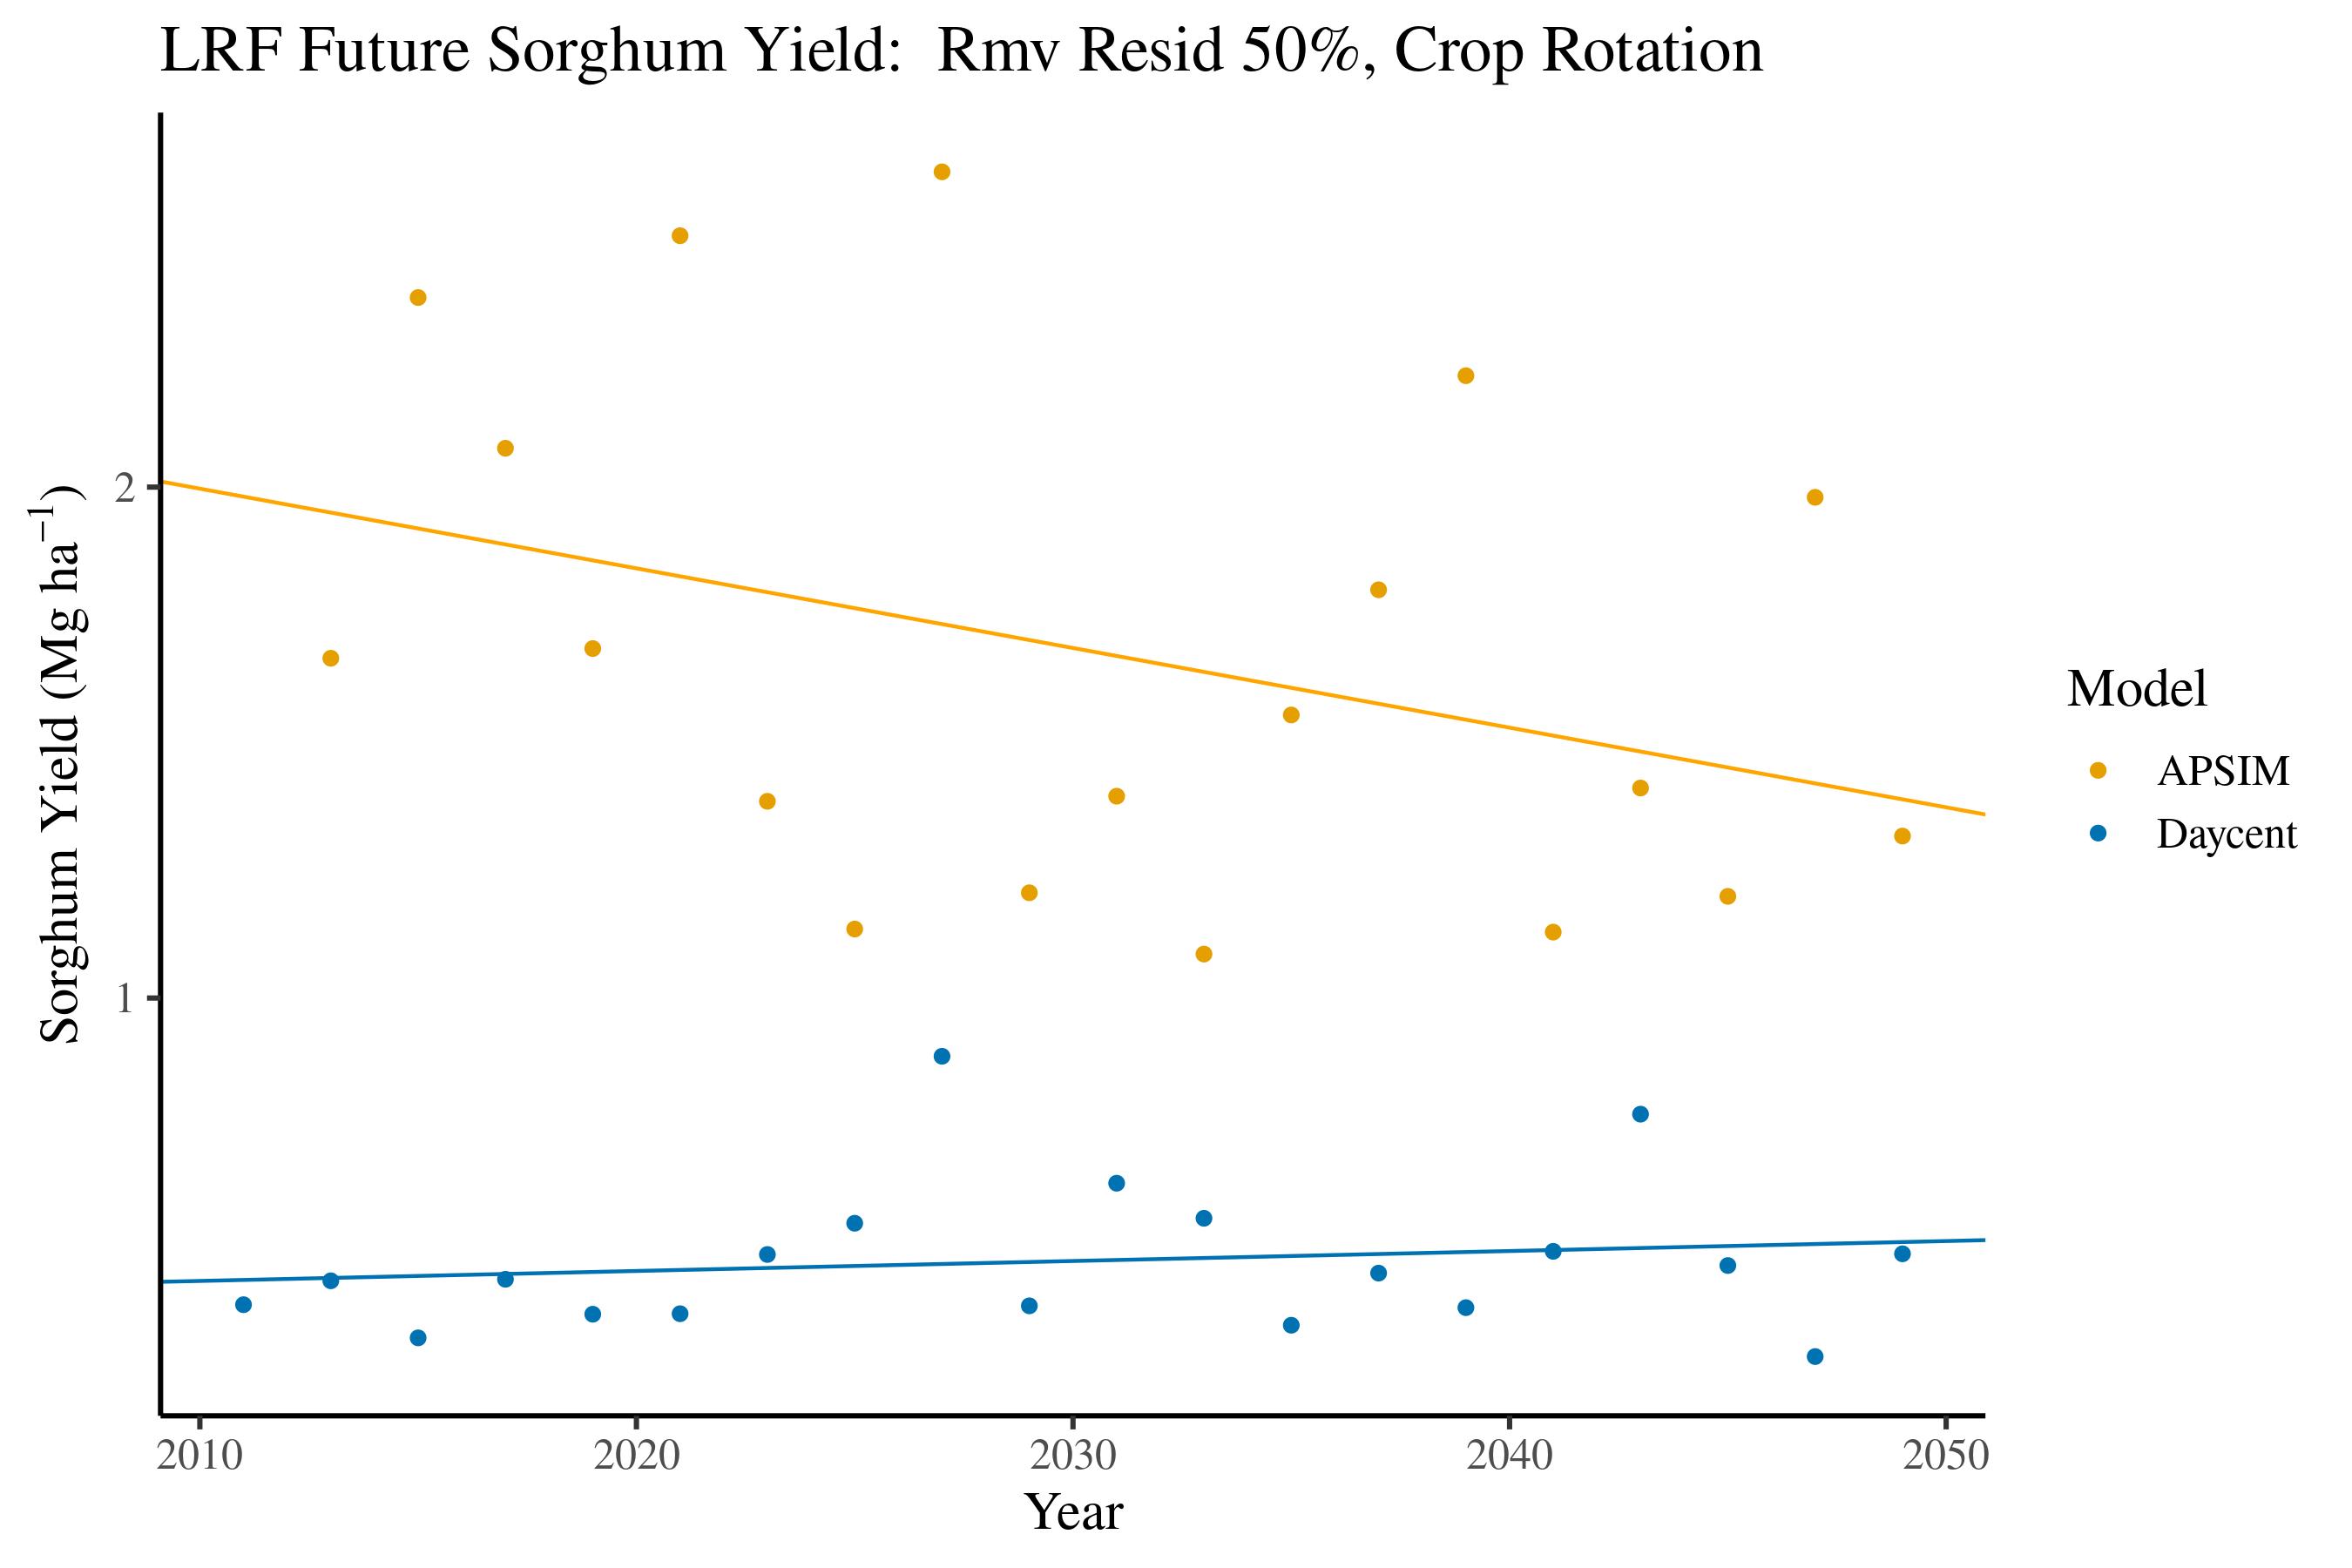 LRF Future Sorghum Yield:  Rmv Resid 50%, Crop Rotation
Sorghum Yield (Mg ha⁻¹)
2
1
2010
2020
2030
2040
2050
Year
Model
APSIM
Daycent